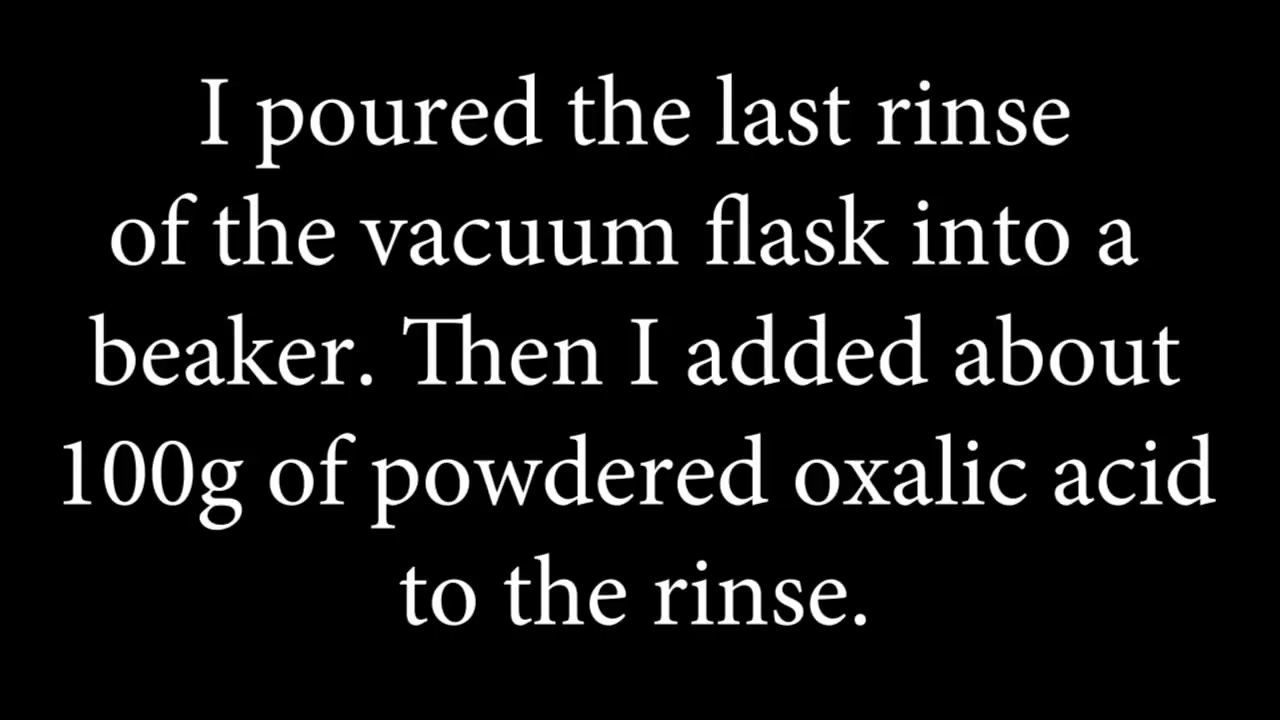 I poured the last rinse
of the vacuum flask into a
beaker. Then I added about
100g of powdered oxalic acid
to the rinse.